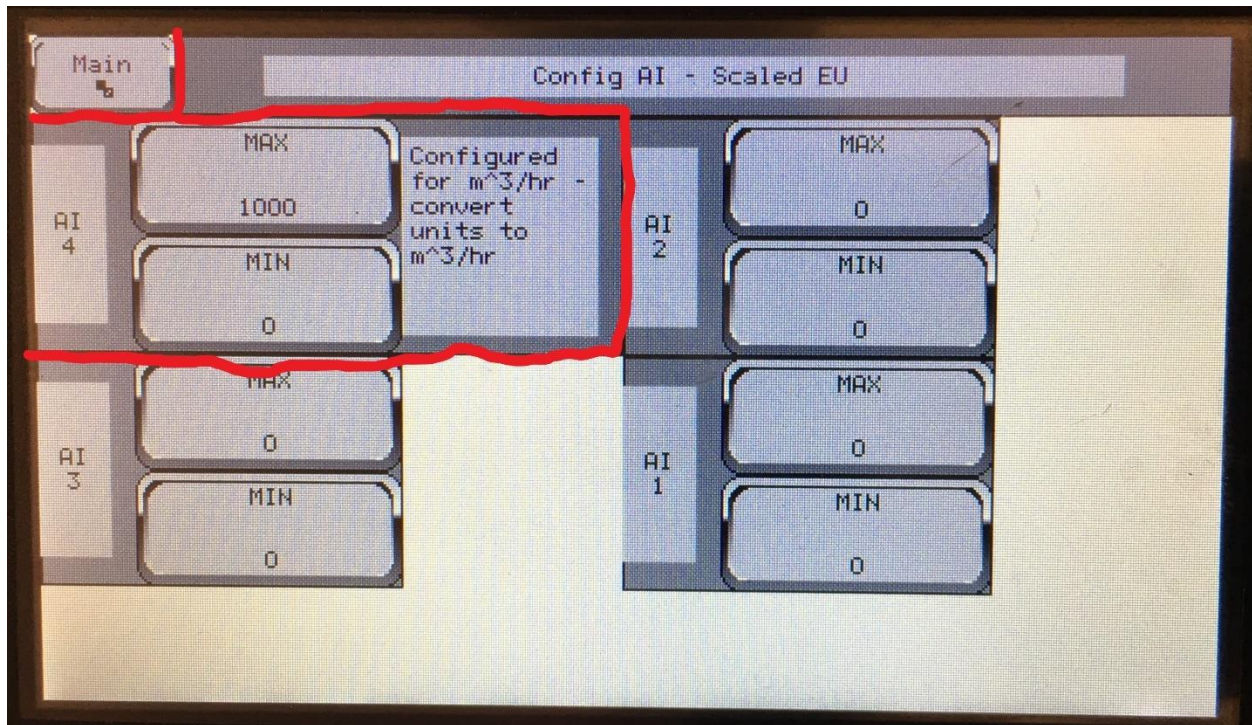 Main
Config AI - Scaled EU
AI
4
MAX
1000
MIN
0
Configured
for m^3/hr -
convert
units to
m^3/hr
AI
2
MAX
0
MIN
0
AI
3
MAX
0
MIN
0
AI
1
MAX
0
MIN
0